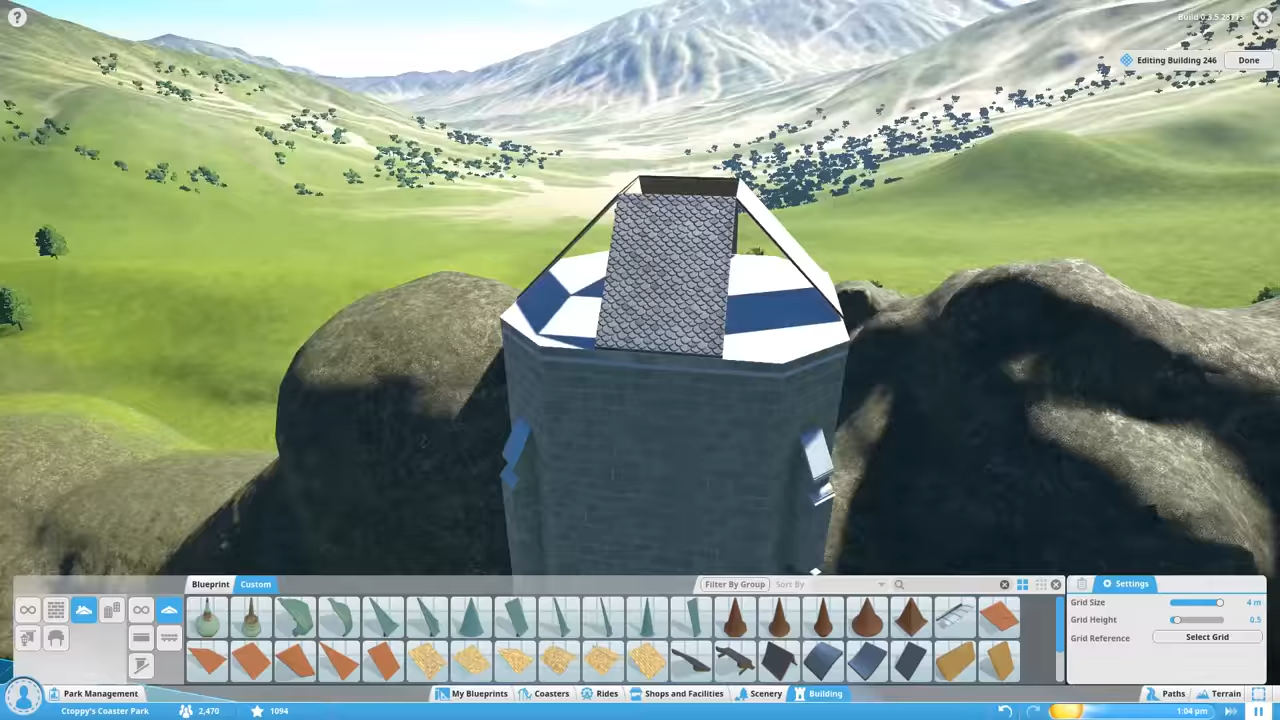 ?
Build 0.3.5.28713
Editing Building 246
Done
Blueprint
Custom
Filter By Group
Sort By
Settings
Grid Size
4 m
Grid Height
0.5
Grid Reference
Select Grid
Park Management
My Blueprints
Coasters
Rides
Shops and Facilities
Scenery
Building
Paths
Terrain
Ctoppy's Coaster Park
2,470
1094
1:04 pm